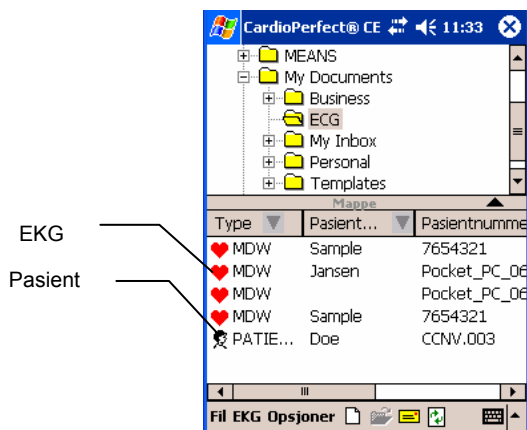 CardioPerfect® CE 11:33
MEANS
My Documents
Business
ECG
My Inbox
Personal
Templates
Mappe
Type Pasient... Pasientnumme
MDW Sample 7654321
MDW Jansen Pocket_PC_06
MDW Pocket_PC_06
MDW Sample 7654321
PATIE... Doe CCNV.003
Fil EKG Opsjoner
EKG
Pasient